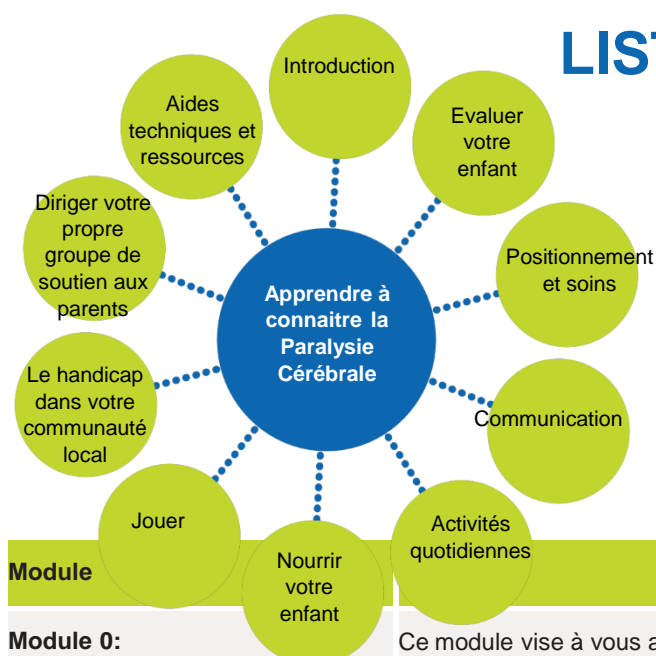 LIST
Introduction
Aides
techniques et
ressources
Evaluer
votre
enfant
Diriger votre
propre
groupe de
soutien aux
parents
Positionnement
et soins
Apprendre à
connaitre la
Paralysie
Cérébrale
Le handicap
dans votre
communauté
local
Communication
Jouer
Activités
quotidiennes
Nourrir
votre
enfant
Module
Module 0:
Ce module vise à vous a